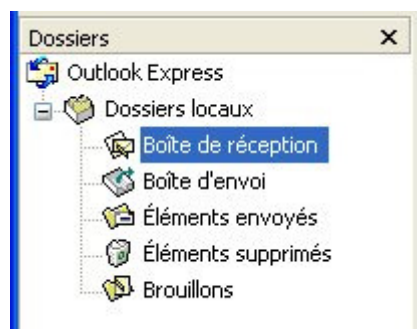 Dossiers
Outlook Express
Dossiers locaux
Boîte de réception
Boîte d'envoi
Éléments envoyés
Éléments supprimés
Brouillons